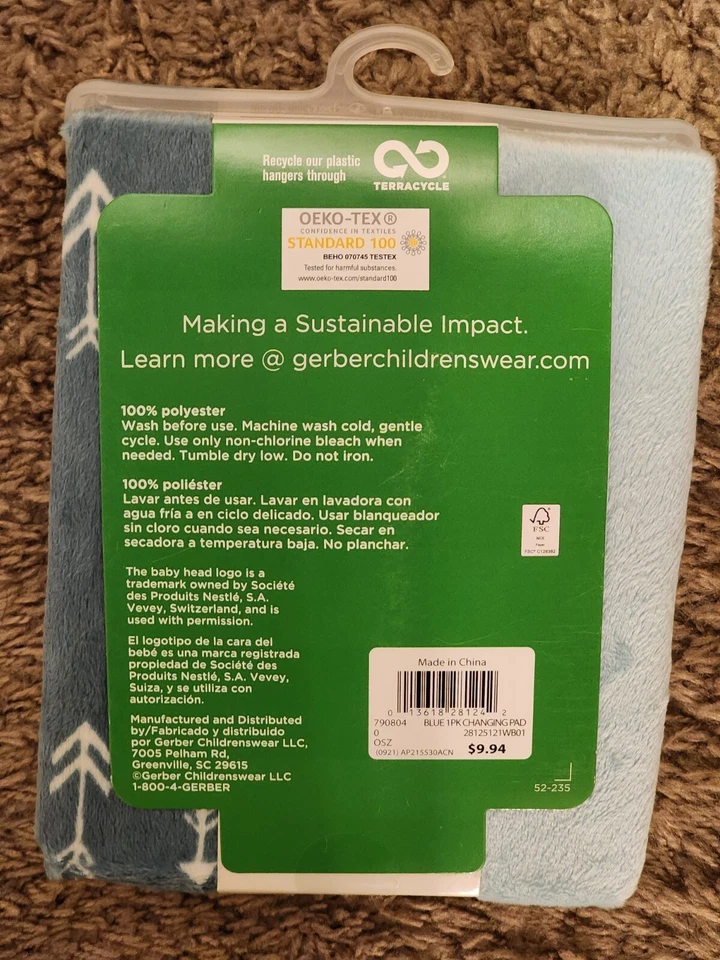 Recycle our plastic
hangers through
TERRACYCLE
OEKO-TEX®
CONFIDENCE IN TEXTILES
STANDARD 100
BEHO 070745 TESTEX
Tested for harmful substances.
www.oeko-tex.com/standard100
Making a Sustainable Impact.
Learn more @ gerberchildrenswear.com
100% polyester
Wash before use. Machine wash cold, gentle
cycle. Use only non-chlorine bleach when
needed. Tumble dry low. Do not iron.
100% poliéster
Lavar antes de usar. Lavar en lavadora con
agua fría a en ciclo delicado. Usar blanqueador
sin cloro cuando sea necesario. Secar en
secadora a temperatura baja. No planchar.
FSC
The baby head logo is a
trademark owned by Société
des Produits Nestlé, S.A.
Vevey, Switzerland, and is
used with permission.
El logotipo de la cara del
bebé es una marca registrada
propiedad de Société des
Produits Nestlé, S.A. Vevey,
Suiza, y se utiliza con
autorización.
Manufactured and Distributed
by/Fabricado y distribuido
por Gerber Childrenswear LLC,
7005 Pelham Rd,
Greenville, SC 29615
©Gerber Childrenswear LLC
1-800-4-GERBER
Made in China
0 13618 28124 2
790804 BLUE 1PK CHANGING PAD
0 28125121WB01
OSZ
(0921) AP215530ACN $9.94
52-235